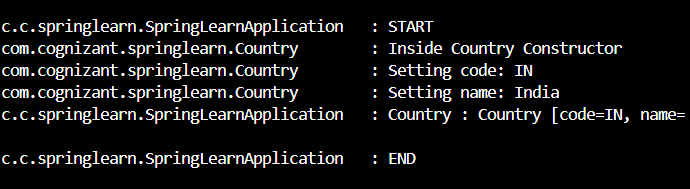 c.c.springlearn.SpringLearnApplication : START
com.cognizant.springlearn.Country : Inside Country Constructor
com.cognizant.springlearn.Country : Setting code: IN
com.cognizant.springlearn.Country : Setting name: India
c.c.springlearn.SpringLearnApplication : Country : Country [code=IN, name=
c.c.springlearn.SpringLearnApplication : END